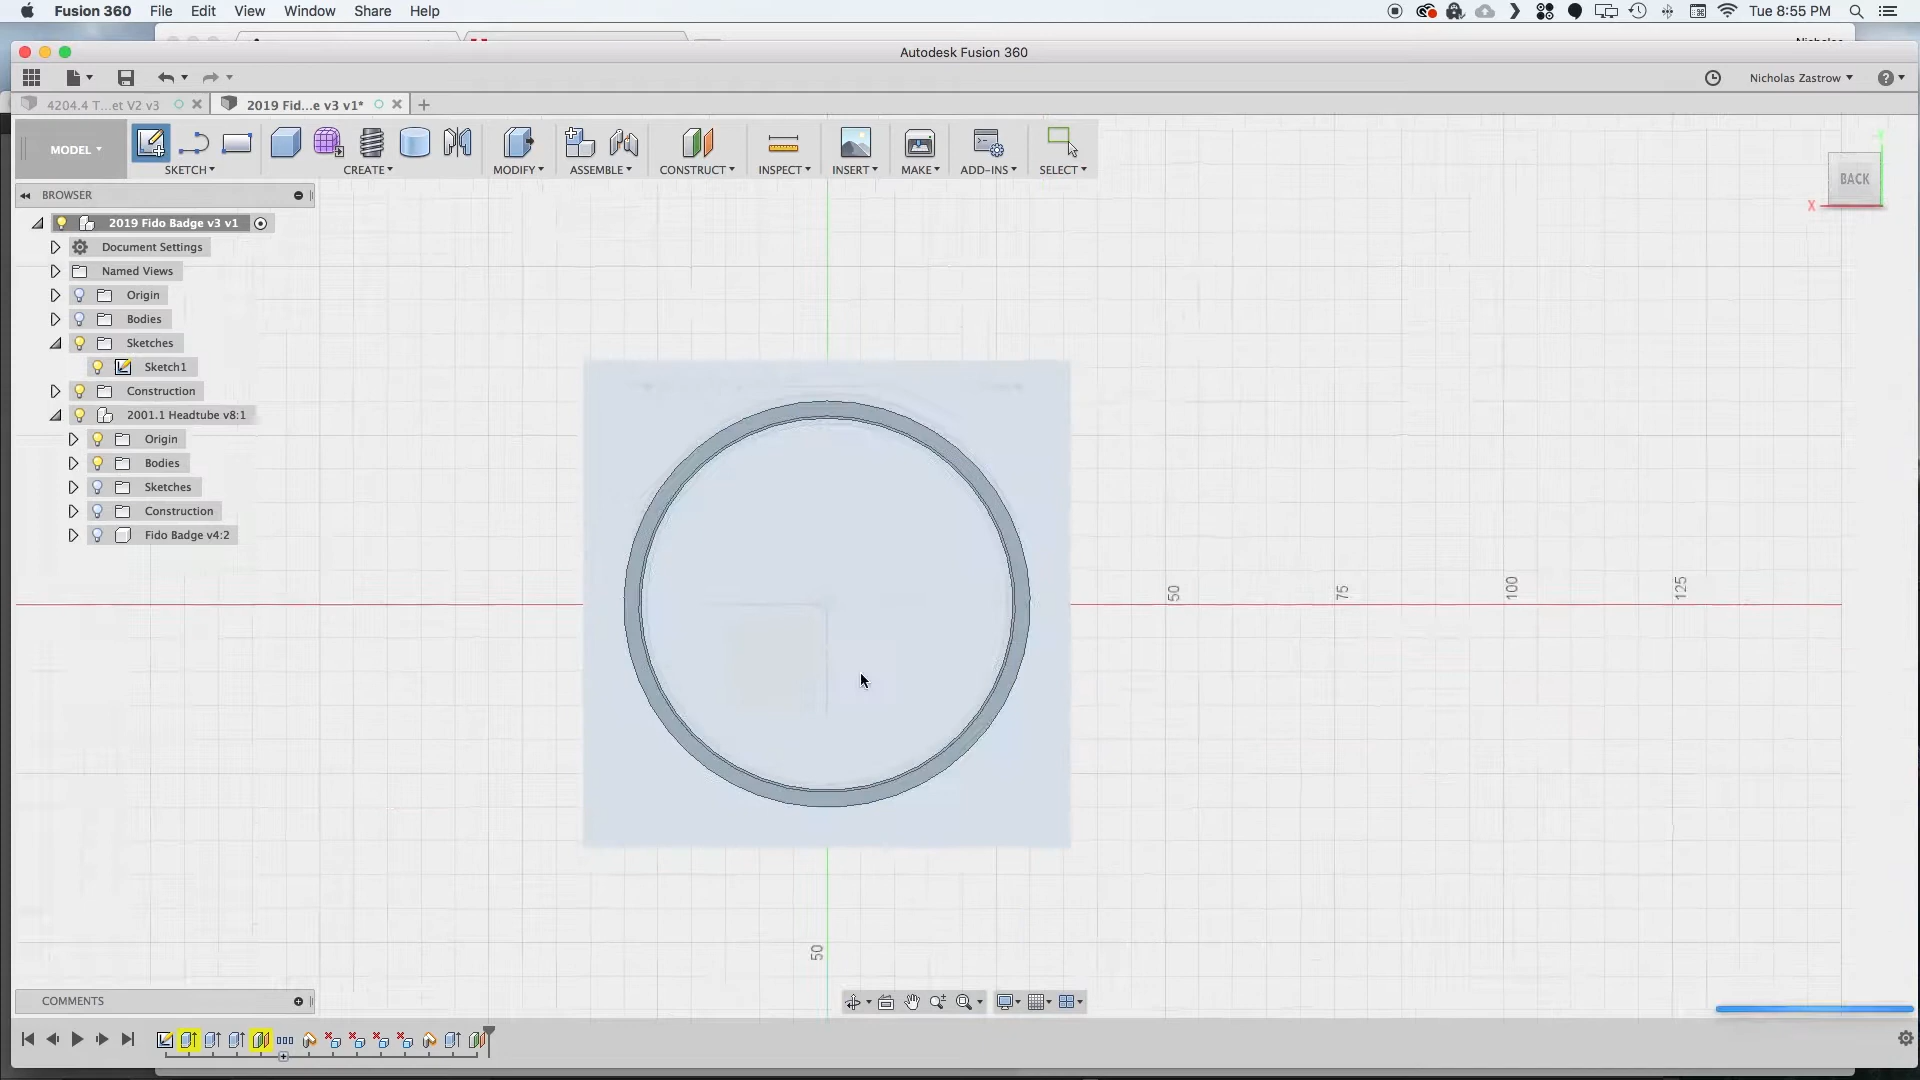 Fusion 360 File Edit View Window Share Help Tue 8:55 PM
Autodesk Fusion 360
Nicholas Zastrow
4204.4 T...et V2 v3 2019 Fid...e v3 v1*
MODEL SKETCH CREATE MODIFY ASSEMBLE CONSTRUCT INSPECT INSERT MAKE ADD-INS SELECT
BROWSER
2019 Fido Badge v3 v1
Document Settings
Named Views
Origin
Bodies
Sketches
Sketch1
Construction
2001.1 Headtube v8:1
Origin
Bodies
Sketches
Construction
Fido Badge v4:2
BACK
X
50 75 100 125
50
COMMENTS